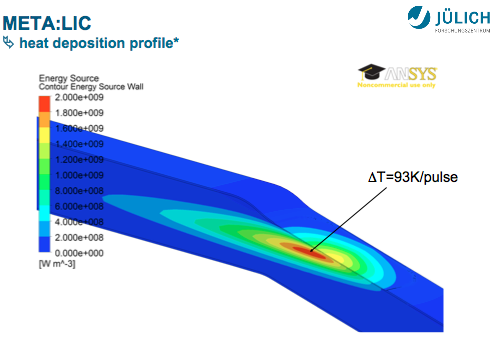 META:LIC
JÜLICH
FORSCHUNGSZENTRUM
heat deposition profile*
Energy Source
Contour Energy Source Wall
2.000e+009
1.800e+009
1.600e+009
1.400e+009
1.200e+009
1.000e+009
8.000e+008
6.000e+008
4.000e+008
2.000e+008
0.000e+000
[W m^-3]
ANSYS
Noncommercial use only
ΔT=93K/pulse